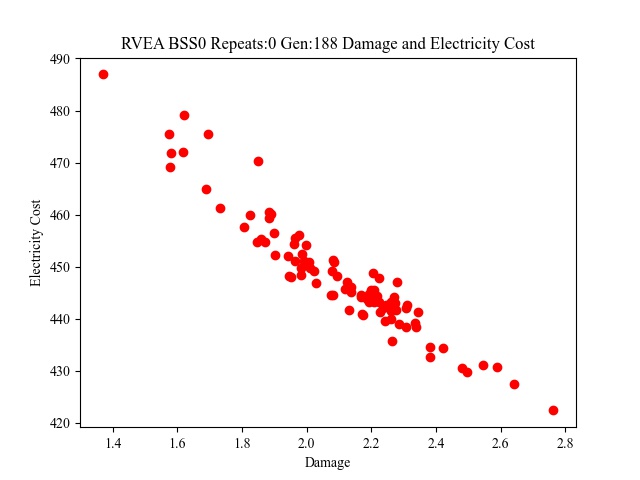 RVEA BSS0 Repeats:0 Gen:188 Damage and Electricity Cost
490
480
470
460
450
440
430
420
Electricity Cost
1.4 1.6 1.8 2.0 2.2 2.4 2.6 2.8
Damage